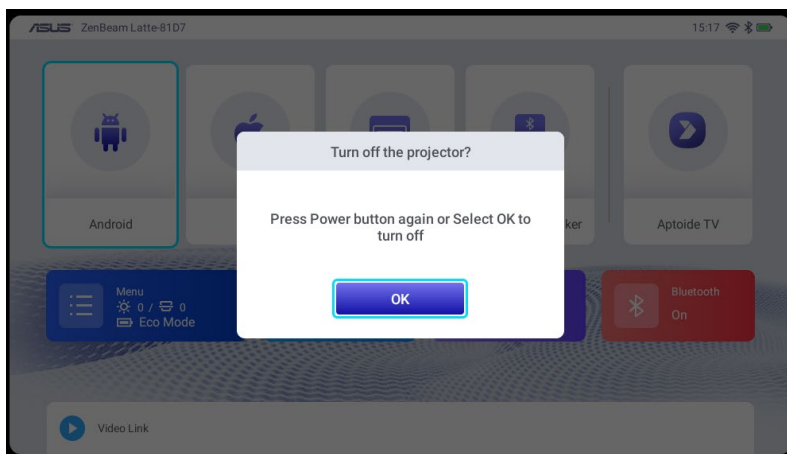 ASUS ZenBeam Latte-81D7
15:17
Turn off the projector?
Press Power button again or Select OK to
turn off
OK
Android
ker
Aptoide TV
Menu
0 / 0
Eco Mode
Bluetooth
On
Video Link